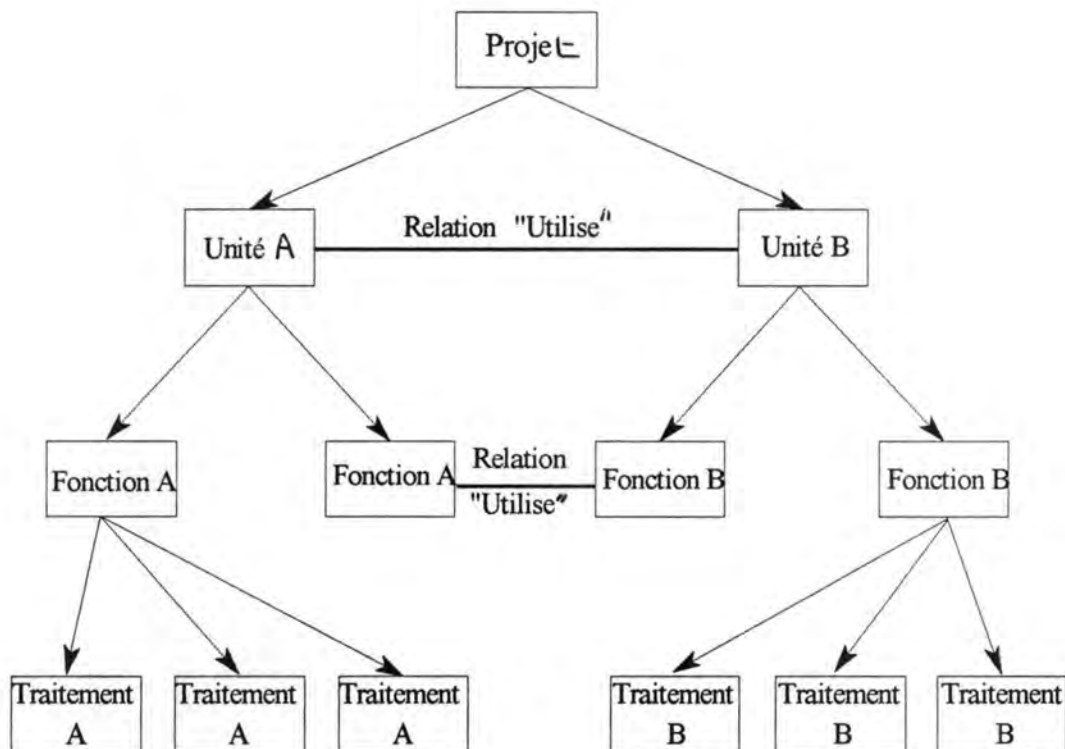 Projet
Relation "Utilise"
Unité A
Unité B
Fonction A
Fonction A
Relation
"Utilise"
Fonction B
Fonction B
Traitement
A
Traitement
A
Traitement
A
Traitement
B
Traitement
B
Traitement
B